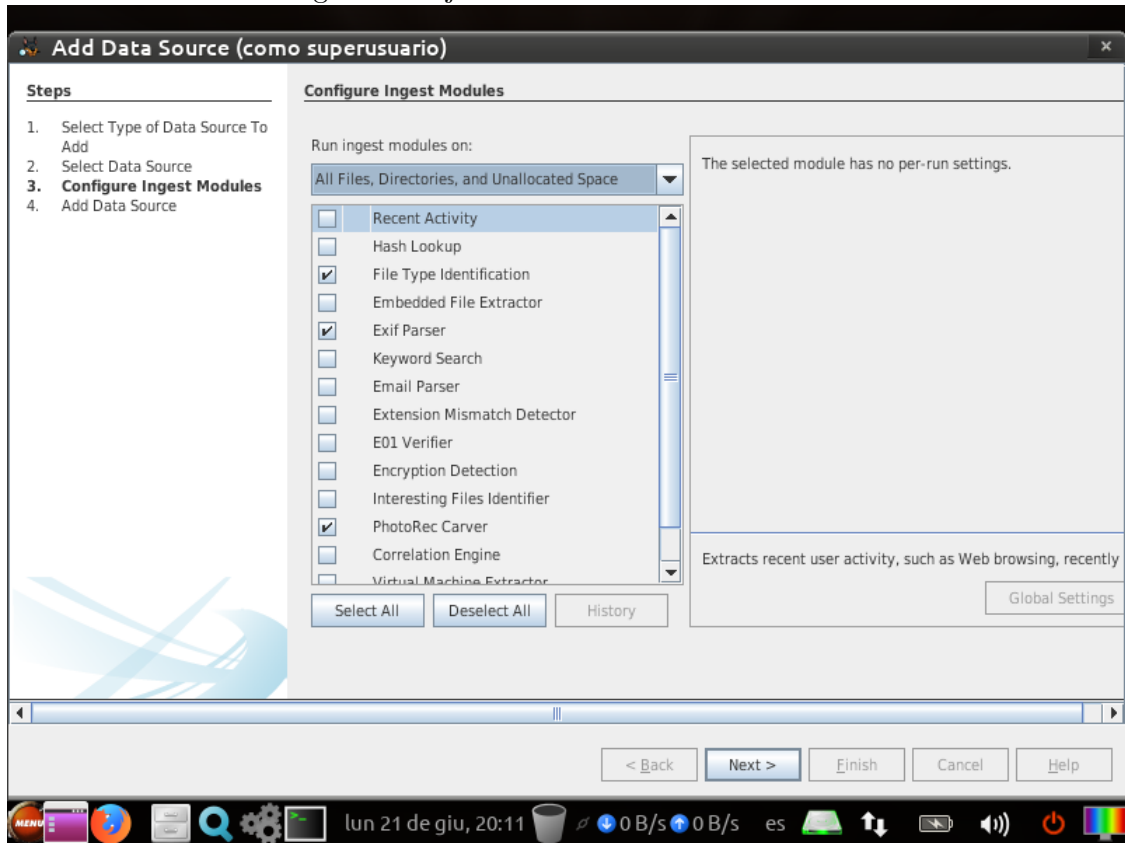 Add Data Source (como superusuario)
Steps
1. Select Type of Data Source To
Add
2. Select Data Source
3. Configure Ingest Modules
4. Add Data Source
Configure Ingest Modules
Run ingest modules on:
All Files, Directories, and Unallocated Space
Recent Activity
Hash Lookup
File Type Identification
Embedded File Extractor
Exif Parser
Keyword Search
Email Parser
Extension Mismatch Detector
E01 Verifier
Encryption Detection
Interesting Files Identifier
PhotoRec Carver
Correlation Engine
Virtual Machine Extractor
Select All Deselect All History
The selected module has no per-run settings.
Extracts recent user activity, such as Web browsing, recently
Global Settings
< Back Next > Finish Cancel Help
MENU lun 21 de giu, 20:11 0 B/s 0 B/s es